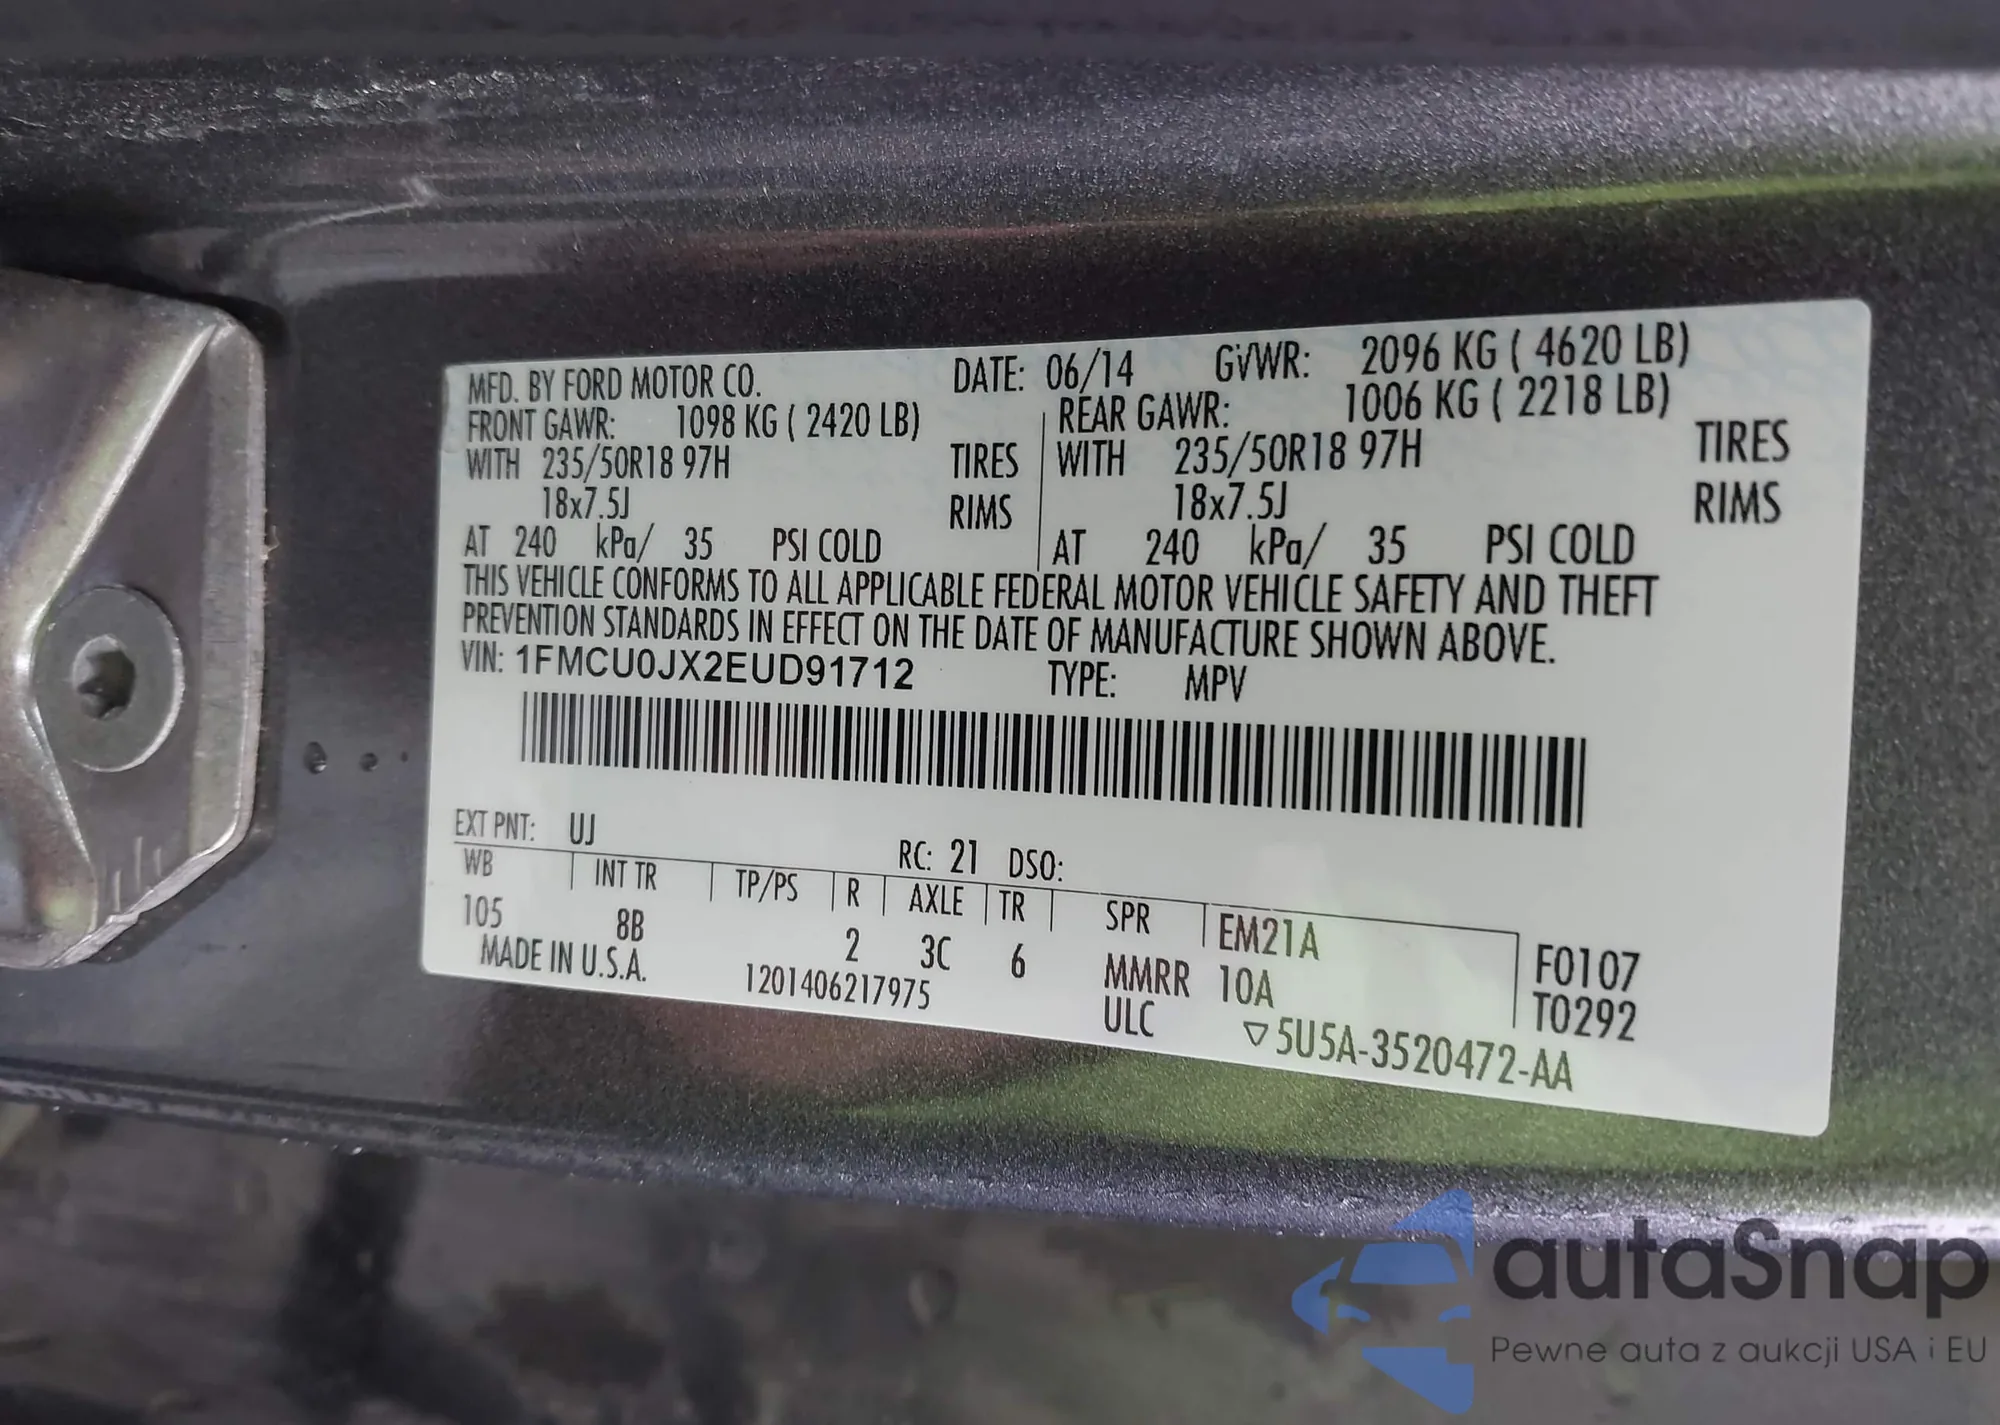 MFD. BY FORD MOTOR CO. DATE: 06/14 GVWR: 2096 KG ( 4620 LB)
FRONT GAWR: 1098 KG ( 2420 LB) REAR GAWR: 1006 KG ( 2218 LB)
WITH 235/50R18 97H TIRES WITH 235/50R18 97H TIRES
18x7.5J RIMS 18x7.5J RIMS
AT 240 kPa/ 35 PSI COLD AT 240 kPa/ 35 PSI COLD
THIS VEHICLE CONFORMS TO ALL APPLICABLE FEDERAL MOTOR VEHICLE SAFETY AND THEFT
PREVENTION STANDARDS IN EFFECT ON THE DATE OF MANUFACTURE SHOWN ABOVE.
VIN: 1FMCU0JX2EUD91712 TYPE: MPV
EXT PNT: UJ RC: 21 DSO:
WB INT TR TP/PS R AXLE TR SPR EM21A
105 8B 2 3C 6 MMRR 10A F0107
MADE IN U.S.A. 1201406217975 ULC ▽5U5A-3520472-AA T0292
autaSnap
Pewne auta z aukcji USA i EU